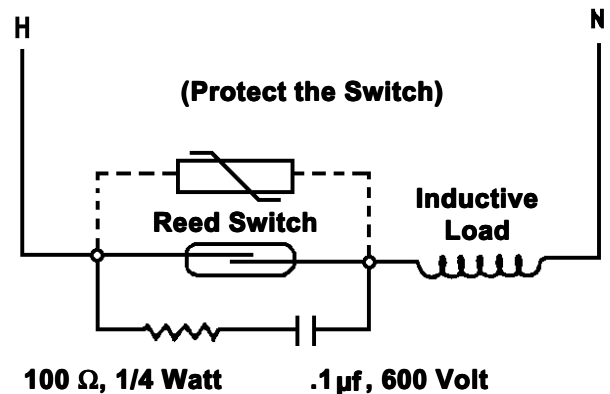 H
N
(Protect the Switch)
Reed Switch
Inductive
Load
100 Ω, 1/4 Watt
.1µf, 600 Volt